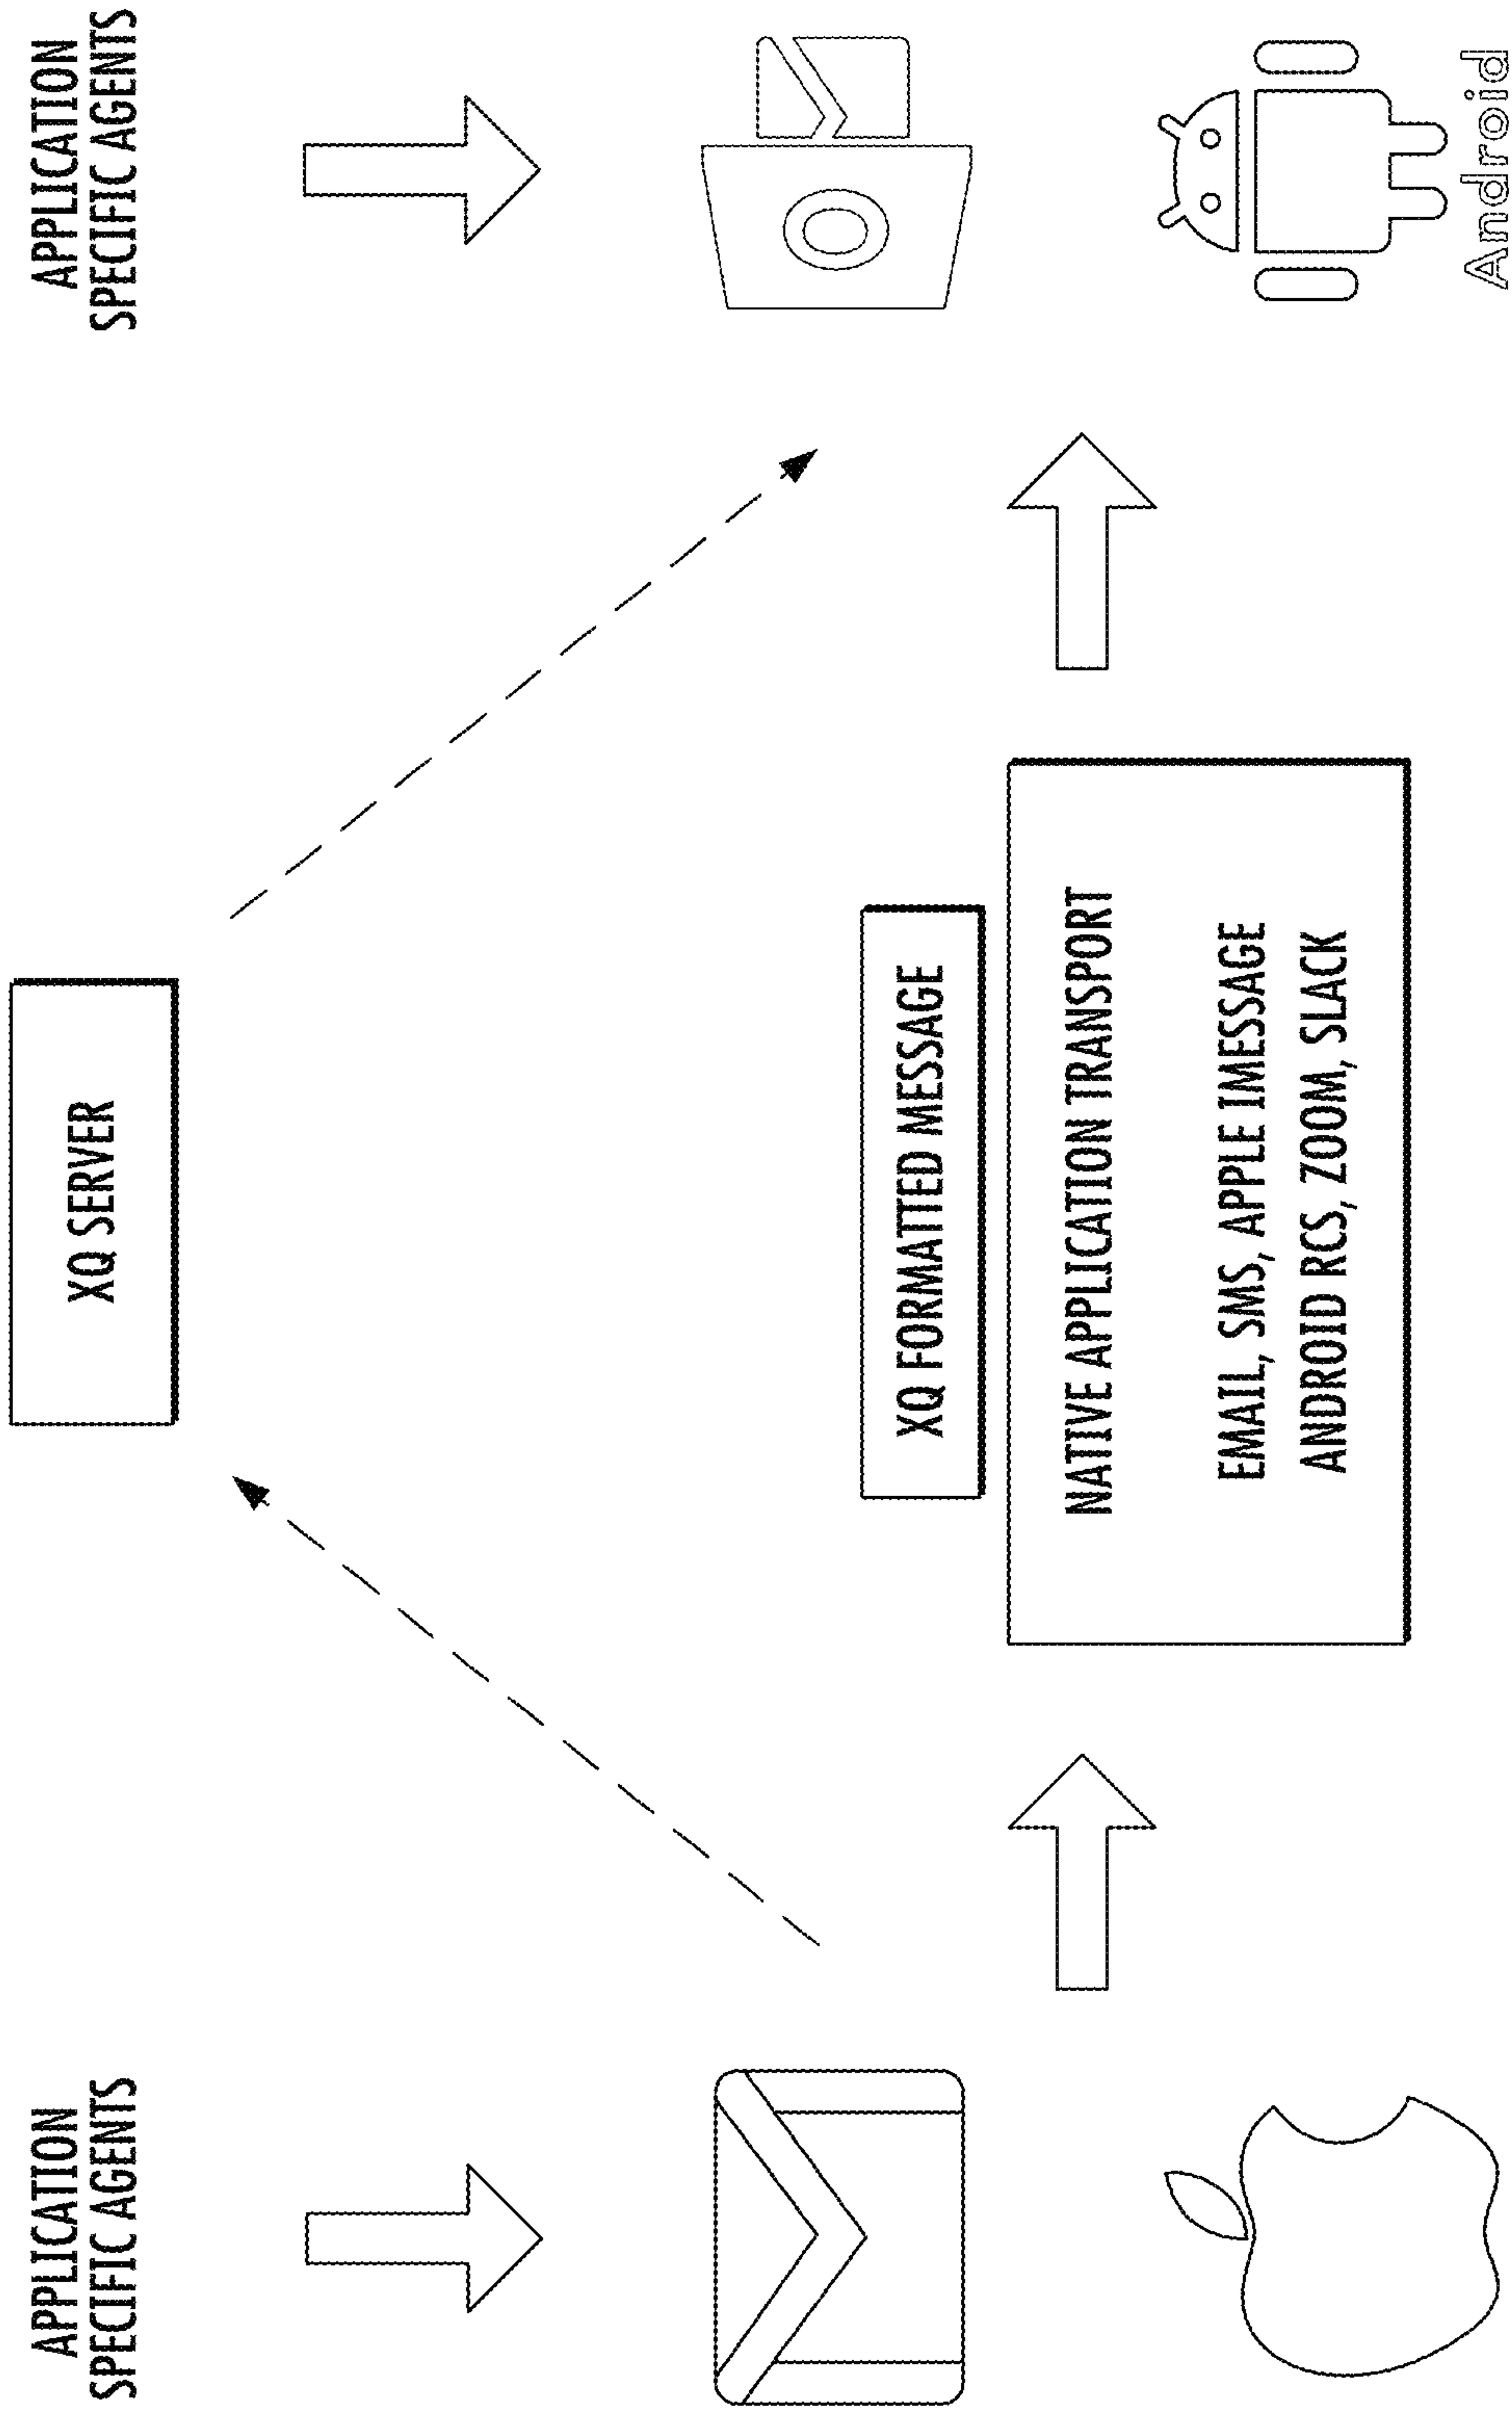 APPLICATION
SPECIFIC AGENTS
XQ SERVER
APPLICATION
SPECIFIC AGENTS
XQ FORMATTED MESSAGE
NATIVE APPLICATION TRANSPORT
EMAIL, SMS, APPLE IMESSAGE
ANDROID RCS, ZOOM, SLACK
Android